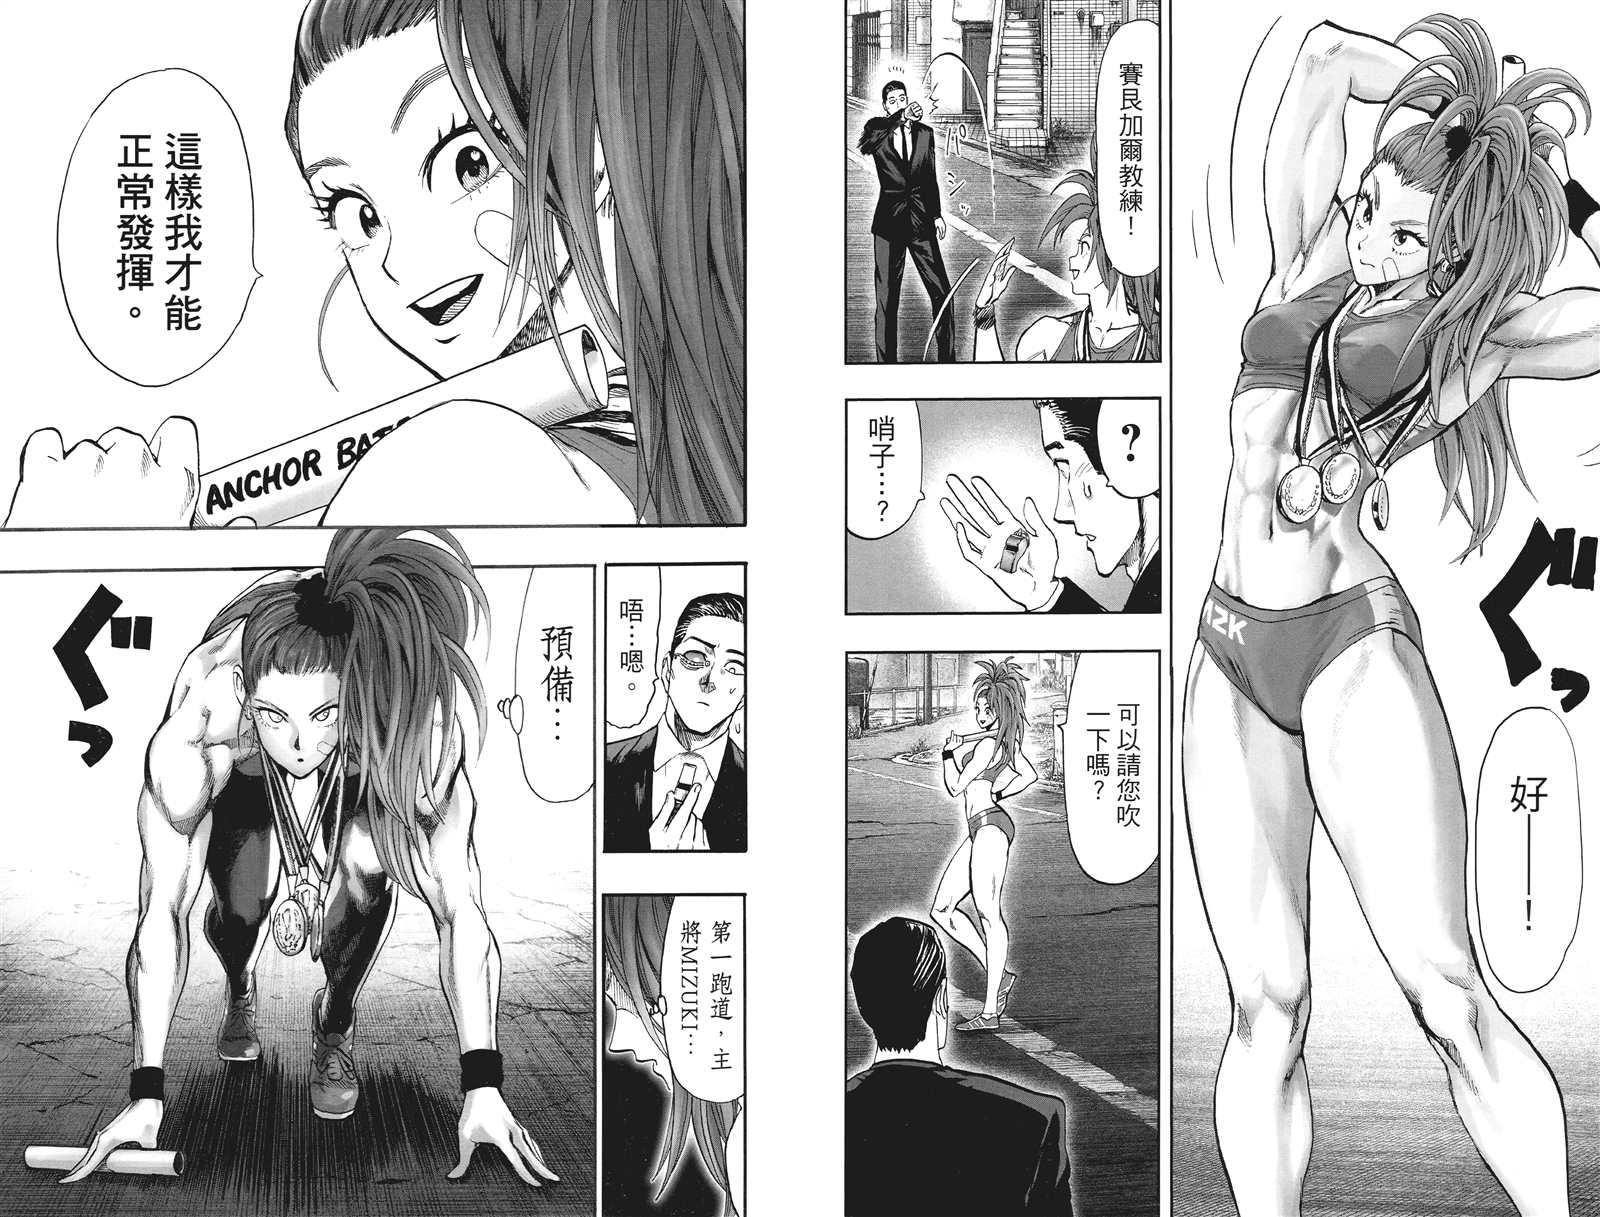 好——！
ぐっ
MZK
賽艮加爾教練！
パシッ
？
哨子…？
可以請您吹
一下嗎？
這樣我才能
正常發揮。
ANCHOR BATO
唔…嗯。
第一跑道，主
將MIZUKI…
預備…
ぐっ